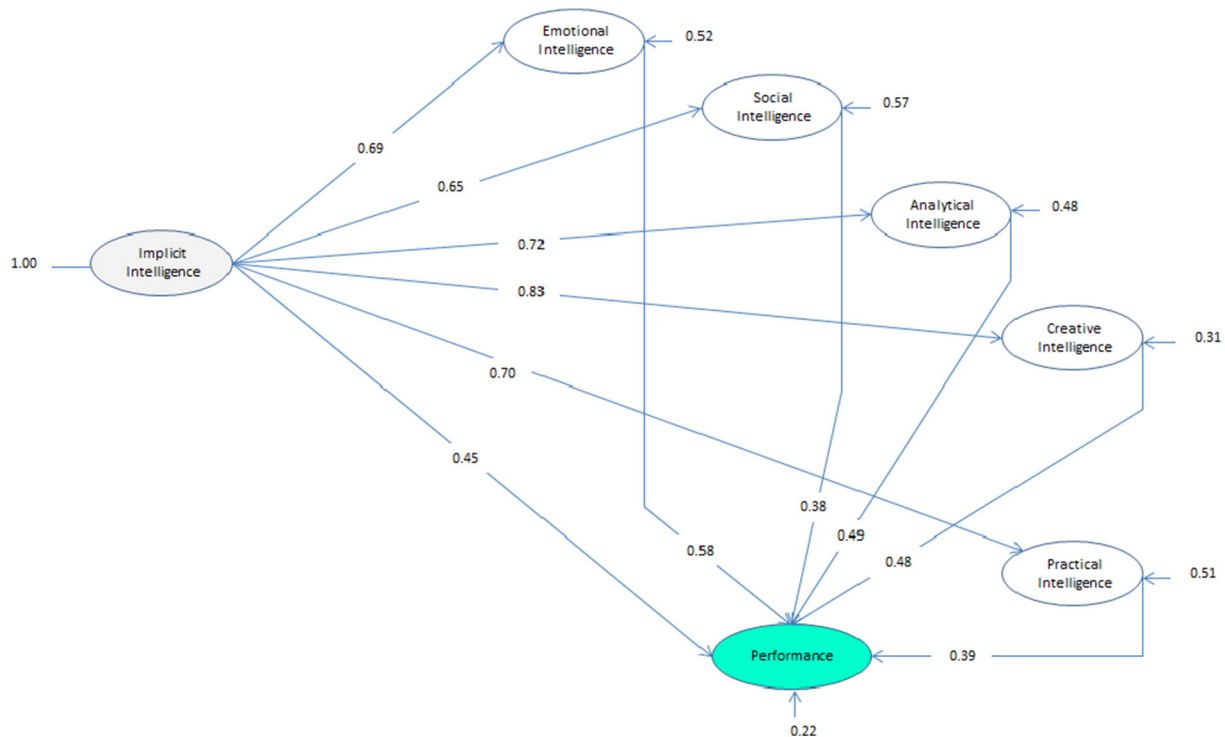 Emotional
Intelligence
0.52
Social
Intelligence
0.57
0.69
0.65
Analytical
Intelligence
0.48
Implicit
Intelligence
1.00
0.72
0.83
Creative
Intelligence
0.31
0.70
0.45
0.38
0.49
0.58
0.48
Practical
Intelligence
0.51
Performance
0.39
0.22